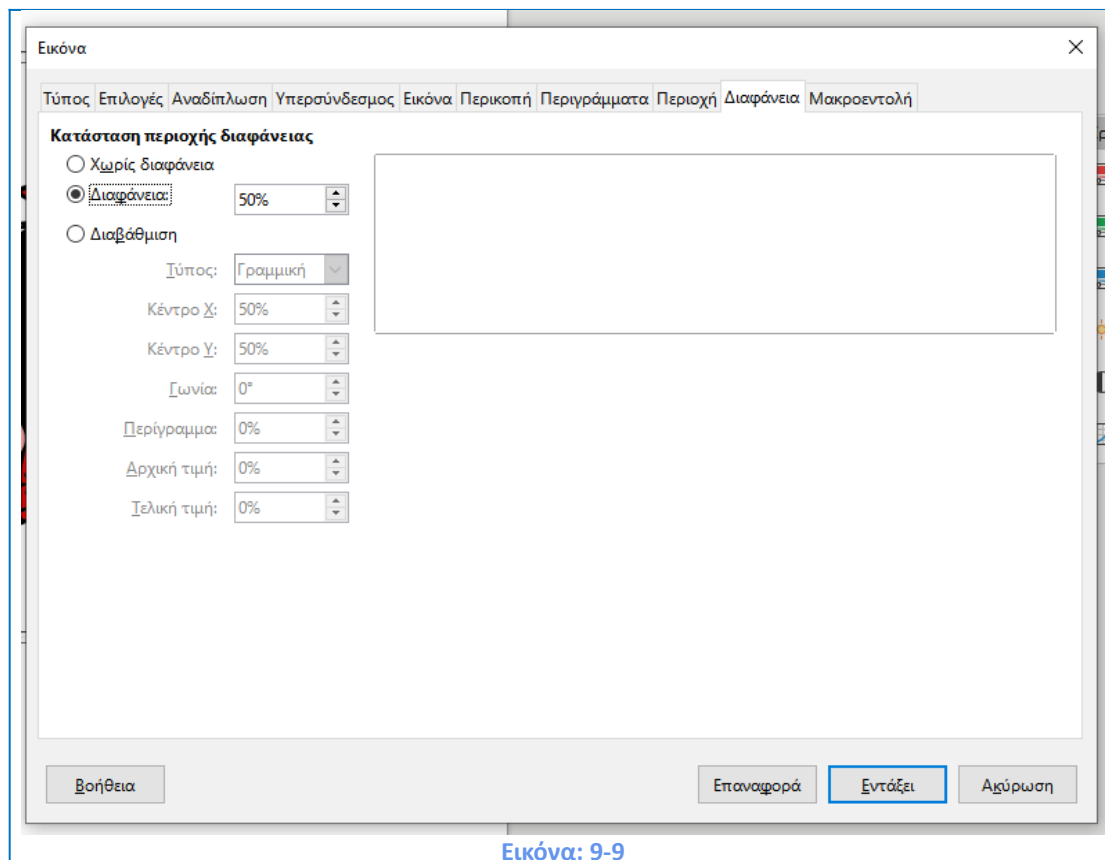 Εικόνα
Τύπος Επιλογές Αναδίπλωση Υπερσύνδεσμος Εικόνα Περικοπή Περιγράμματα Περιοχή Διαφάνεια Μακροεντολή
Κατάσταση περιοχής διαφάνειας
Χωρίς διαφάνεια
Διαφάνεια: 50%
Διαβάθμιση
Τύπος: Γραμμική
Κέντρο X: 50%
Κέντρο Y: 50%
Γωνία: 0°
Περίγραμμα: 0%
Αρχική τιμή: 0%
Τελική τιμή: 0%
Βοήθεια Επαναφορά Εντάξει Ακύρωση
Εικόνα: 9-9